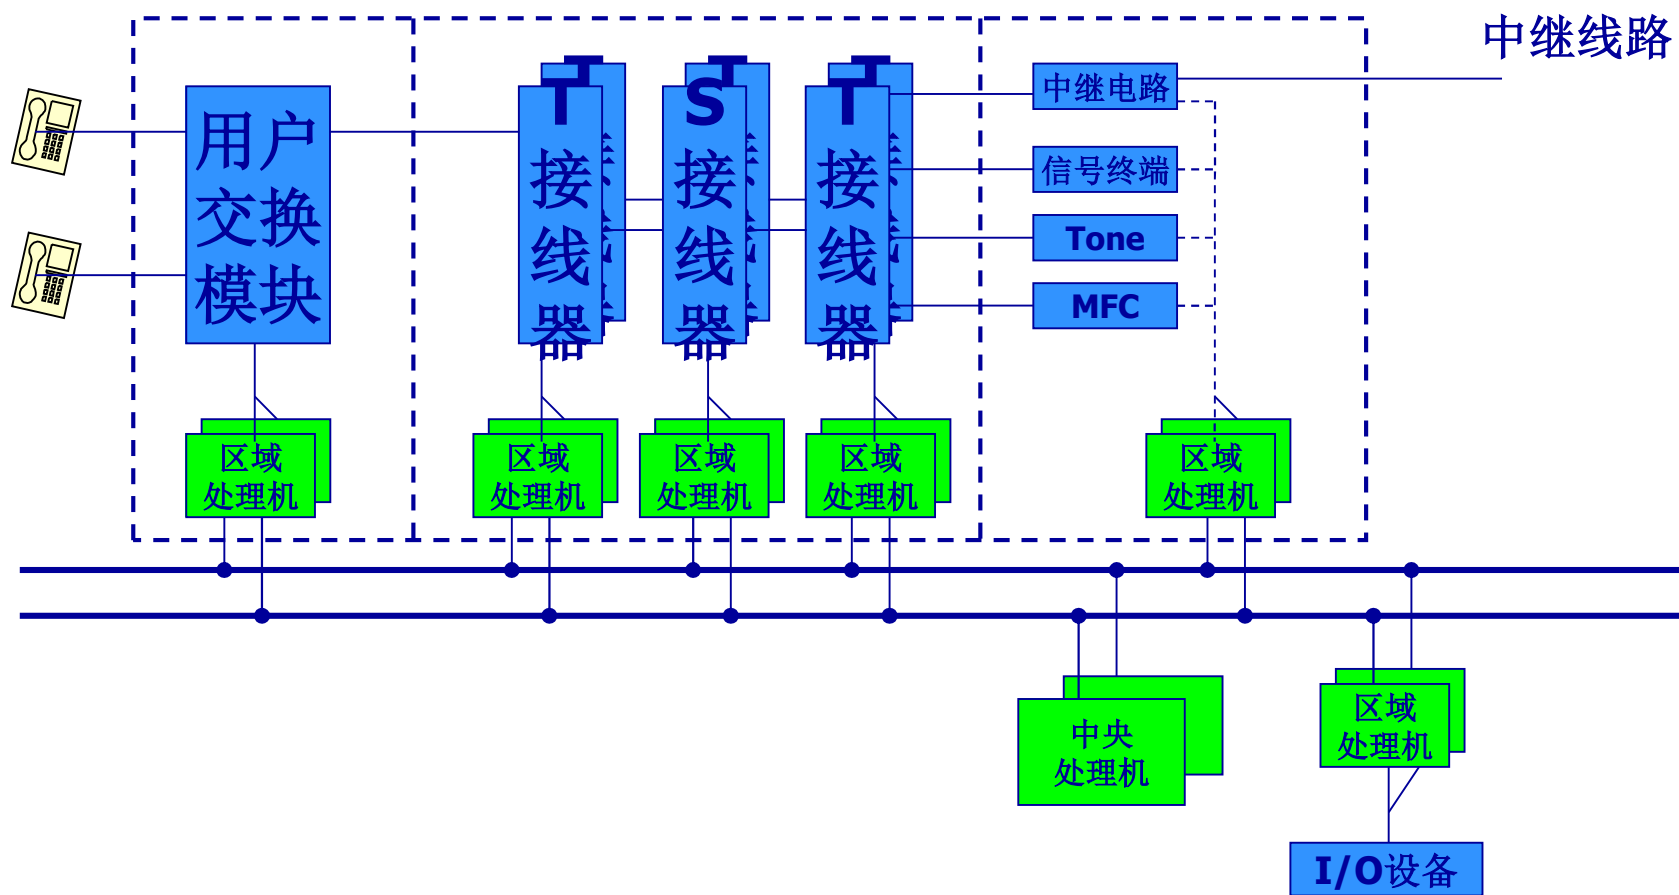 中继线路
用户
交换
模块
T
T
接
线
器
T
S
接
线
器
T
T
接
线
器
中继电路
信号终端
Tone
MFC
区域
处理机
区域
处理机
区域
处理机
区域
处理机
区域
处理机
中央
处理机
区域
处理机
I/O设备